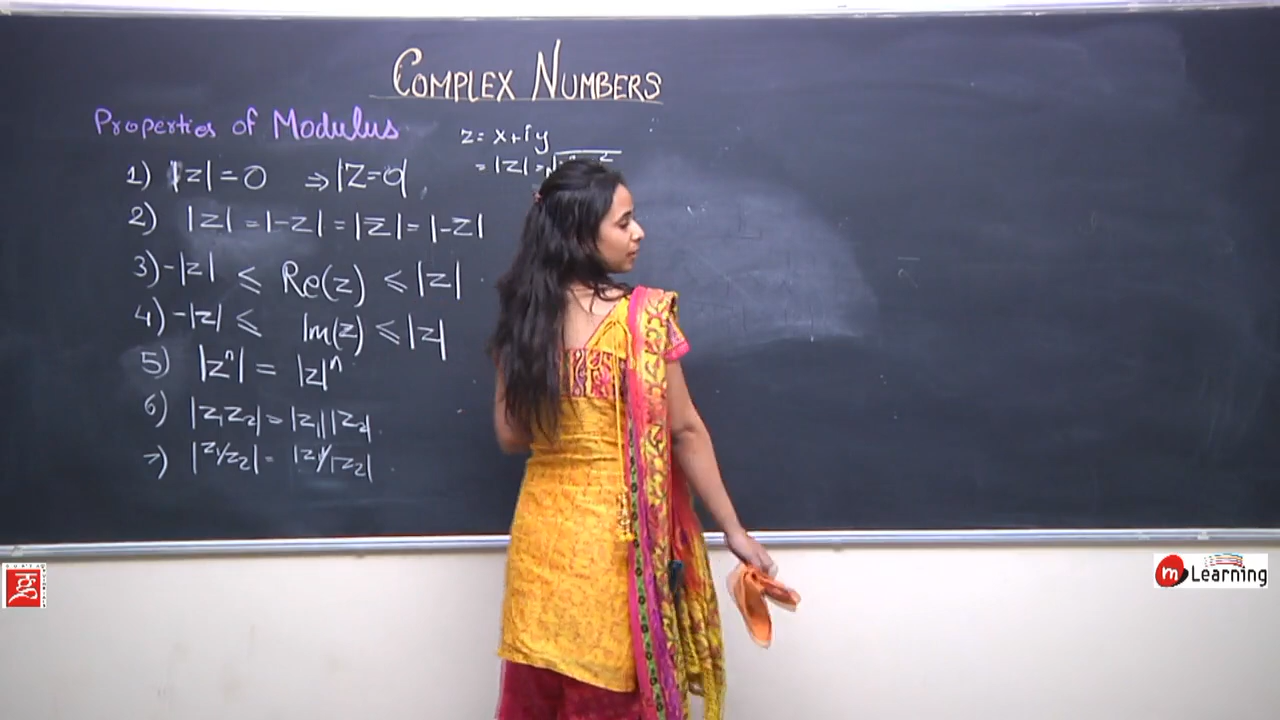 COMPLEX NUMBERS
Properties of Modulus
z = x+iy
= |z| =
1) |z| = 0 ⇒ |z=0|
2) |z| = |-z| = |z| = |-z|
3) -|z| ≤ Re(z) ≤ |z|
4) -|z| ≤ Im(z) ≤ |z|
5) |zⁿ| = |z|ⁿ
6) |z₁z₂| = |z₁||z₂|
7) |z₁/z₂| = |z₁|/|z₂|
m Learning